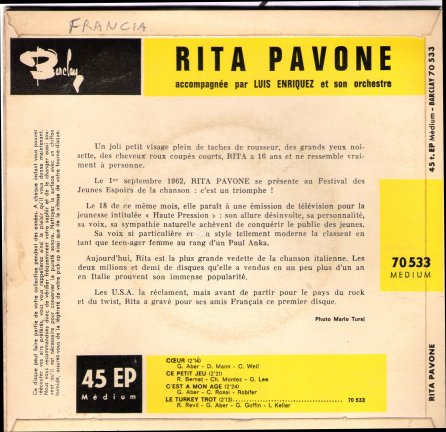 FRANCIA
Barclay
RITA PAVONE
accompagnée par LUIS ENRIQUEZ et son orchestre
Un joli petit visage plein de taches de rousseur, des grands yeux noi-
sette, des cheveux roux coupés courts, RITA a 16 ans et ne ressemble vrai-
ment à personne.
Le 1er septembre 1962, RITA PAVONE se présente au Festival des
Jeunes Espoirs de la chanson : c'est un triomphe !
Le 18 de ce même mois, elle paraît à une émission de télévision pour la
jeunesse intitulée « Haute Pression » : son allure désinvolte, sa personnalité,
sa voix, sa sympathie naturelle achèvent de conquérir le public des jeunes.
Sa voix si particulière et son style tellement moderne la classent en
tant que teen-ager femme au rang d'un Paul Anka.
Aujourd'hui, Rita est la plus grande vedette de la chanson italienne. Les
deux millions et demi de disques qu'elle a vendus en un peu plus d'un an
en Italie prouvent son immense popularité.
Les U.S.A. la réclament, mais avant de partir pour le pays du rock
et du twist, Rita a gravé pour ses amis Français ce premier disque.
Photo Mario Tursi
45 EP
Médium
CŒUR (2'14)
G. Aber - D. Mann - C. Weil
CE PETIT JEU (2'21)
R. Bernet - Ch. Montez - G. Lee
C'EST A MON AGE (2'24)
G. Aber - C. Rossi - Robifer
LE TURKEY TROT (2'13) 70 533
R. Revil - G. Aber - G. Goffin - L Keller
70 533
MEDIUM
45 t. EP Médium - BARCLAY 70 533
RITA PAVONE